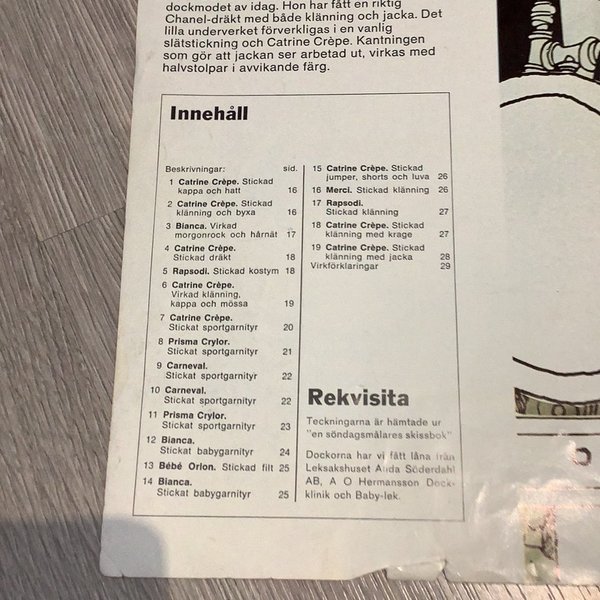 dockmodet av idag. Hon har fått en riktig
Chanel-dräkt med både klänning och jacka. Det
lilla underverket förverkligas i en vanlig
slätstickning och Catrine Crèpe. Kantningen
som gör att jackan ser arbetad ut, virkas med
halvstolpar i avvikande färg.
Innehåll
Beskrivningar: sid.
1 Catrine Crèpe. Stickad
kappa och hatt 16
2 Catrine Crèpe. Stickad
klänning och byxa 16
3 Bianca. Virkad
morgonrock och hårnät 17
4 Catrine Crèpe.
Stickad dräkt 18
5 Rapsodi. Stickad kostym 18
6 Catrine Crèpe.
Virkad klänning,
kappa och mössa 19
7 Catrine Crèpe.
Stickat sportgarnityr 20
8 Prisma Crylor.
Stickat sportgarnityr 21
9 Carneval.
Stickat sportgarnityr 22
10 Carneval.
Stickat sportgarnityr 22
11 Prisma Crylor.
Stickat sportgarnityr 23
12 Bianca.
Stickat babygarnityr 24
13 Bébé Orlon. Stickad filt 25
14 Bianca.
Stickat babygarnityr 25
15 Catrine Crèpe. Stickad
jumper, shorts och luva 26
16 Merci. Stickad klänning 26
17 Rapsodi.
Stickad klänning 27
18 Catrine Crèpe. Stickad
klänning med krage 27
19 Catrine Crèpe. Stickad
klänning med jacka 28
Virkförklaringar 29
Rekvisita
Teckningarna är hämtade ur
"en söndagsmålares skissbok"
Dockorna har vi fått låna från
Leksakshuset Anda Söderdahl
AB, A O Hermansson Dock-
klinik och Baby-lek.